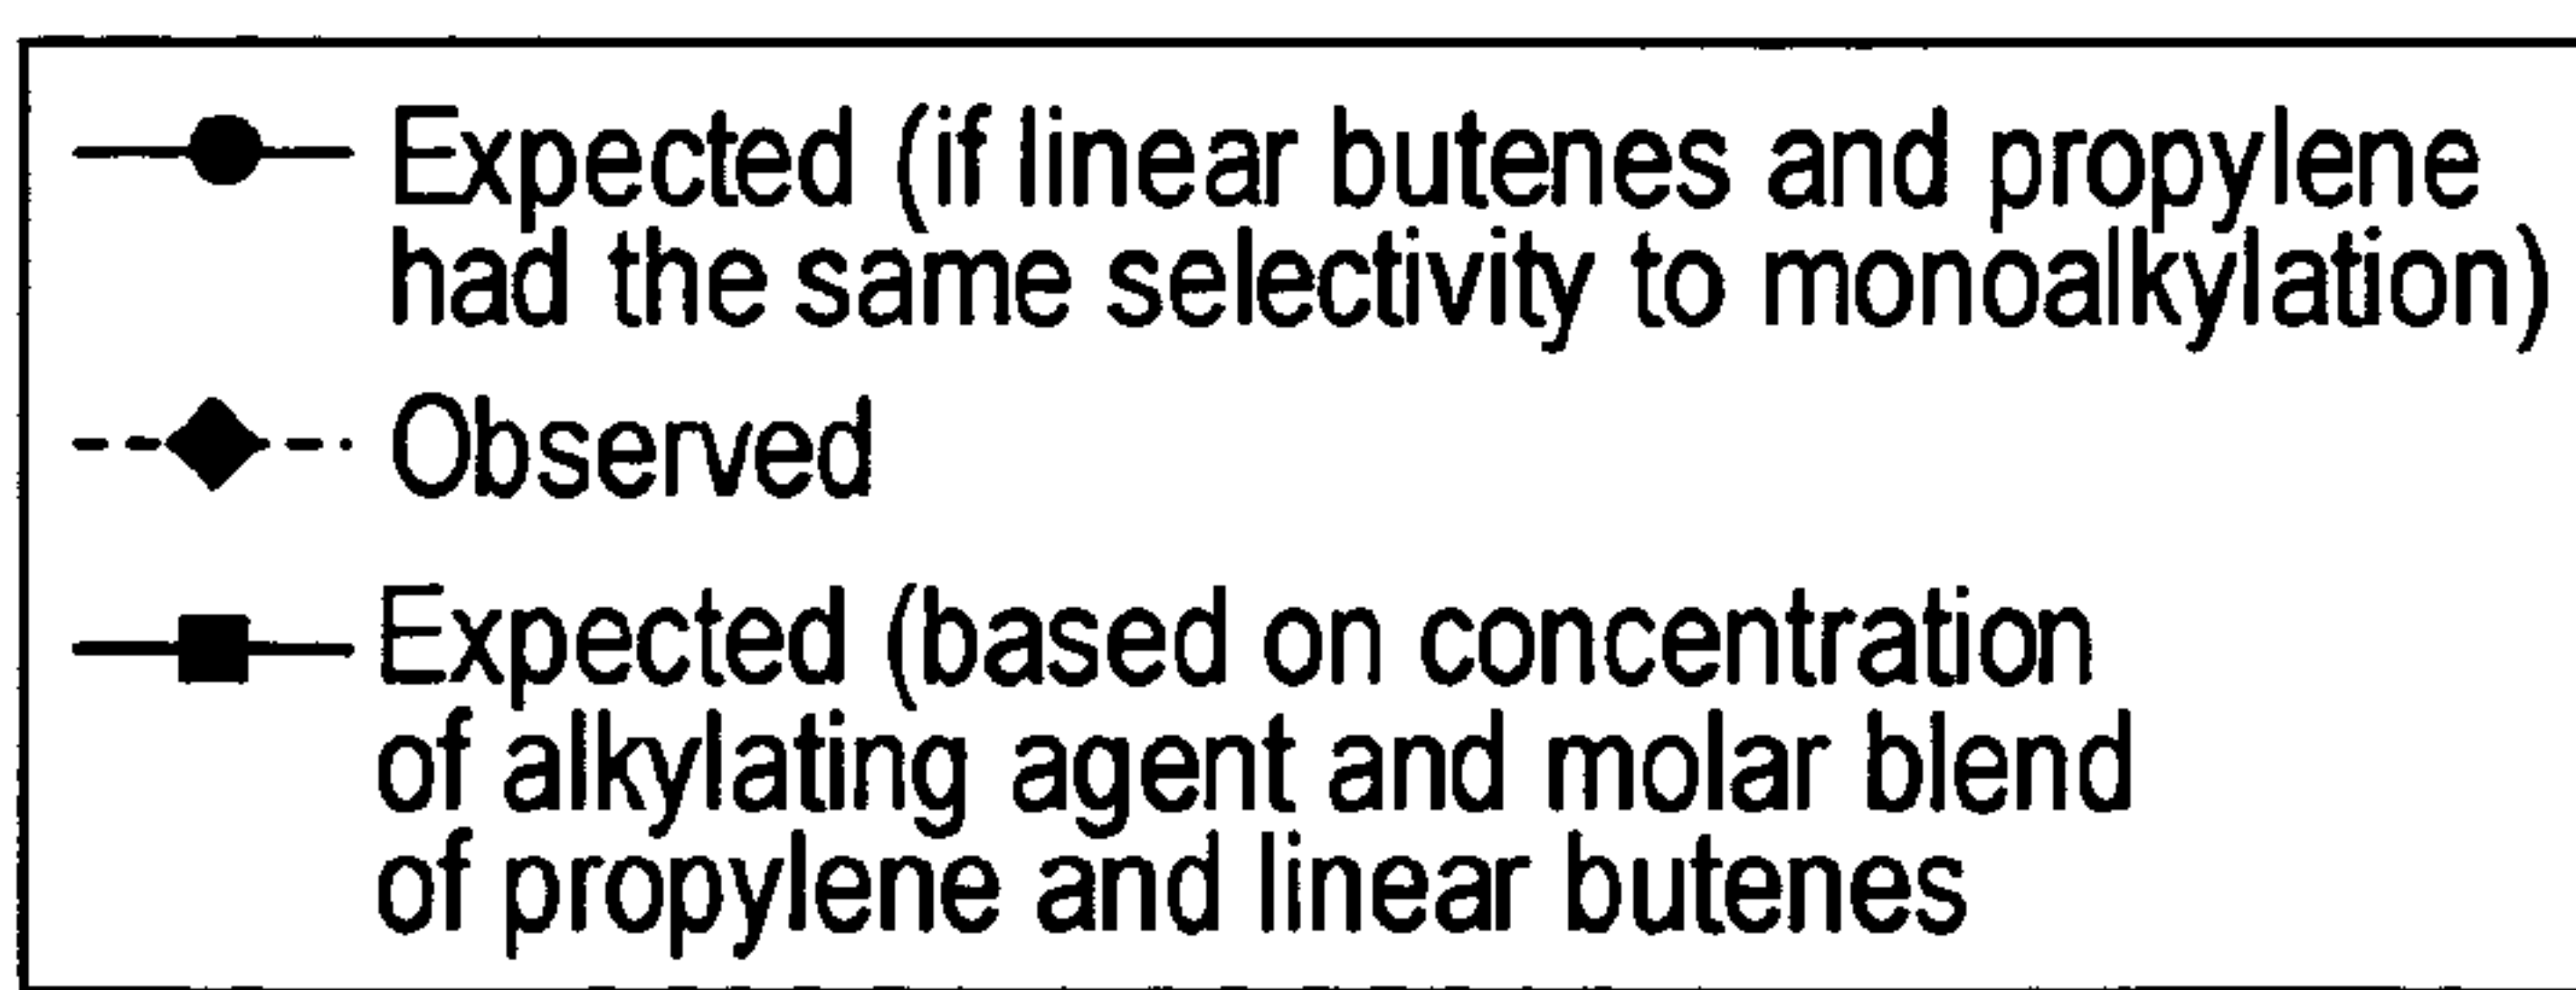 Expected (if linear butenes and propylene
had the same selectivity to monoalkylation)
Observed
Expected (based on concentration
of alkylating agent and molar blend
of propylene and linear butenes